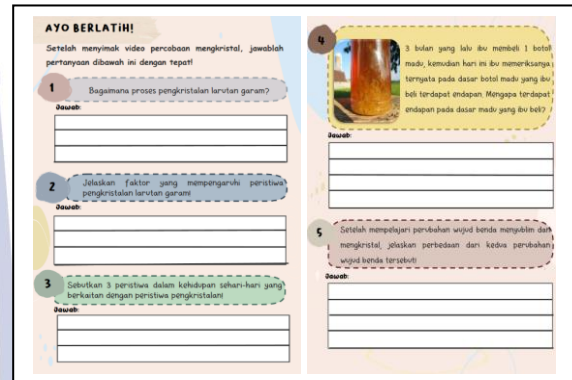 AYO BERLATIH!
Setelah menyimak video percobaan mengkristal, jawablah
pertanyaan dibawah ini dengan tepat!
1
Bagaimana proses pengkristalan larutan garam?
Jawab:
2
Jelaskan faktor yang mempengaruhi peristiwa
pengkristalan larutan garam!
Jawab:
3
Sebutkan 3 peristiwa dalam kehidupan sehari-hari yang
berkaitan dengan peristiwa pengkristalan!
Jawab:
4
3 bulan yang lalu ibu membeli 1 botol
madu, kemudian hari ini ibu memeriksanya
ternyata pada dasar botol madu yang ibu
beli terdapat endapan. Mengapa terdapat
endapan pada dasar madu yang ibu beli?
Jawab:
5
Setelah mempelajari perubahan wujud benda menyublim dan
mengkristal, jelaskan perbedaan dari kedua perubahan
wujud benda tersebut!
Jawab: